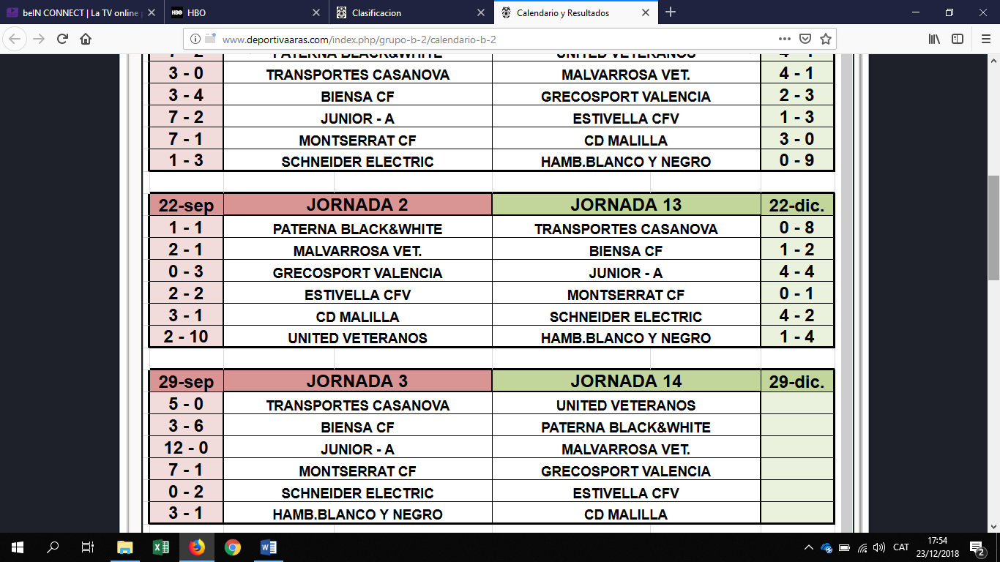 beIN CONNECT | La TV online
HBO
Clasificacion
Calendario y Resultados
www.deportivaaras.com/index.php/grupo-b-2/calendario-b-2
7 - 2 PATERNA BLACK&WHITE UNITED VETERANOS 4 - 1
3 - 0 TRANSPORTES CASANOVA MALVARROSA VET. 4 - 1
3 - 4 BIENSA CF GRECOSPORT VALENCIA 2 - 3
7 - 2 JUNIOR - A ESTIVELLA CFV 1 - 3
7 - 1 MONTSERRAT CF CD MALILLA 3 - 0
1 - 3 SCHNEIDER ELECTRIC HAMB.BLANCO Y NEGRO 0 - 9
22-sep JORNADA 2 JORNADA 13 22-dic.
1 - 1 PATERNA BLACK&WHITE TRANSPORTES CASANOVA 0 - 8
2 - 1 MALVARROSA VET. BIENSA CF 1 - 2
0 - 3 GRECOSPORT VALENCIA JUNIOR - A 4 - 4
2 - 2 ESTIVELLA CFV MONTSERRAT CF 0 - 1
3 - 1 CD MALILLA SCHNEIDER ELECTRIC 4 - 2
2 - 10 UNITED VETERANOS HAMB.BLANCO Y NEGRO 1 - 4
29-sep JORNADA 3 JORNADA 14 29-dic.
5 - 0 TRANSPORTES CASANOVA UNITED VETERANOS
3 - 6 BIENSA CF PATERNA BLACK&WHITE
12 - 0 JUNIOR - A MALVARROSA VET.
7 - 1 MONTSERRAT CF GRECOSPORT VALENCIA
0 - 2 SCHNEIDER ELECTRIC ESTIVELLA CFV
3 - 1 HAMB.BLANCO Y NEGRO CD MALILLA
CAT
17:54
23/12/2018
2